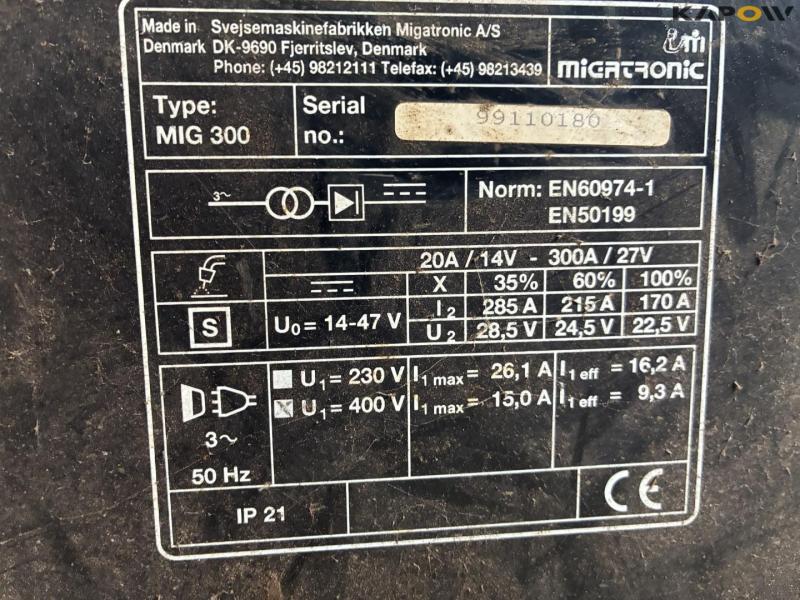 KAPOW
Made in Svejsemaskinefabrikken Migatronic A/S
Denmark DK-9690 Fjerritslev, Denmark
Phone: (+45) 98212111 Telefax: (+45) 98213439
MIGATRONIC
Type:
MIG 300
Serial
no.:
99110180
3~
Norm: EN60974-1
EN50199
20A / 14V - 300A / 27V
X 35% 60% 100%
I2 285 A 215 A 170 A
U2 28,5 V 24,5 V 22,5 V
S
U0 = 14-47 V
3~
50 Hz
U1 = 230 V I1 max = 26,1 A I1 eff = 16,2 A
U1 = 400 V I1 max = 15,0 A I1 eff = 9,3 A
IP 21
CE